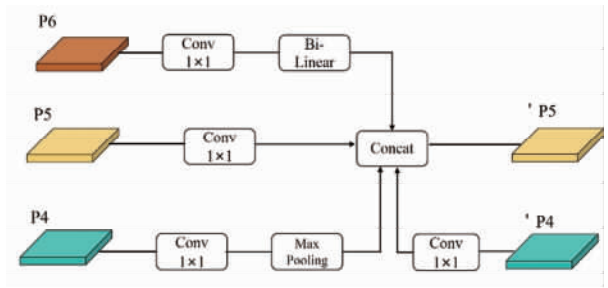 P6
Conv
1×1
Bi-
Linear
P5
Conv
1×1
Concat
' P5
P4
Conv
1×1
Max
Pooling
Conv
1×1
' P4